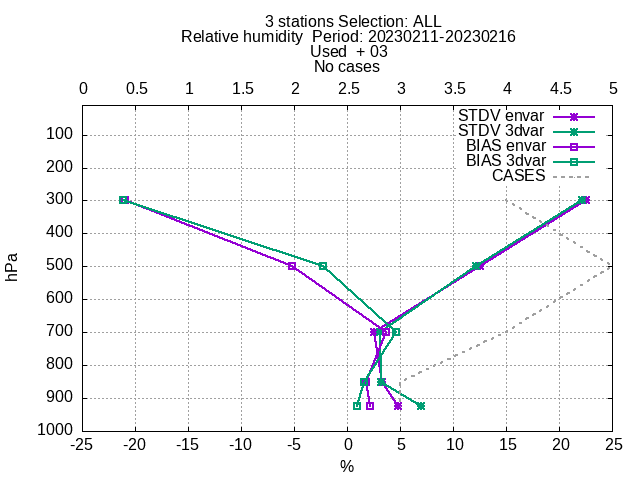 3 stations Selection: ALL
Relative humidity  Period: 20230211-20230216
Used  + 03
No cases
0 0.5 1 1.5 2 2.5 3 3.5 4 4.5 5
STDV envar
STDV 3dvar
BIAS envar
BIAS 3dvar
CASES
100
200
300
400
500
600
700
800
900
1000
hPa
-25 -20 -15 -10 -5 0 5 10 15 20 25
%